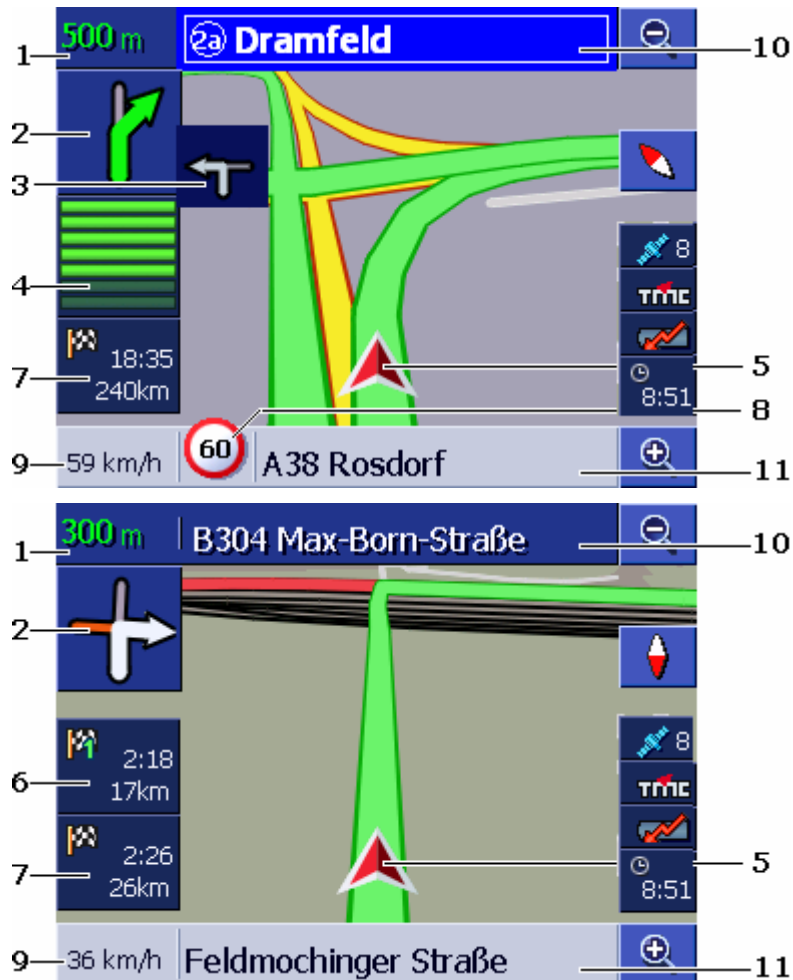 500 m
2a Dramfeld
10
1
2
3
8
TMC
4
18:35
7
240km
5
8:51
8
60
9
59 km/h
A38 Rosdorf
11
300 m
B304 Max-Born-Straße
10
1
2
8
1
2:18
6
17km
TMC
2:26
7
26km
5
8:51
9
36 km/h
Feldmochinger Straße
11